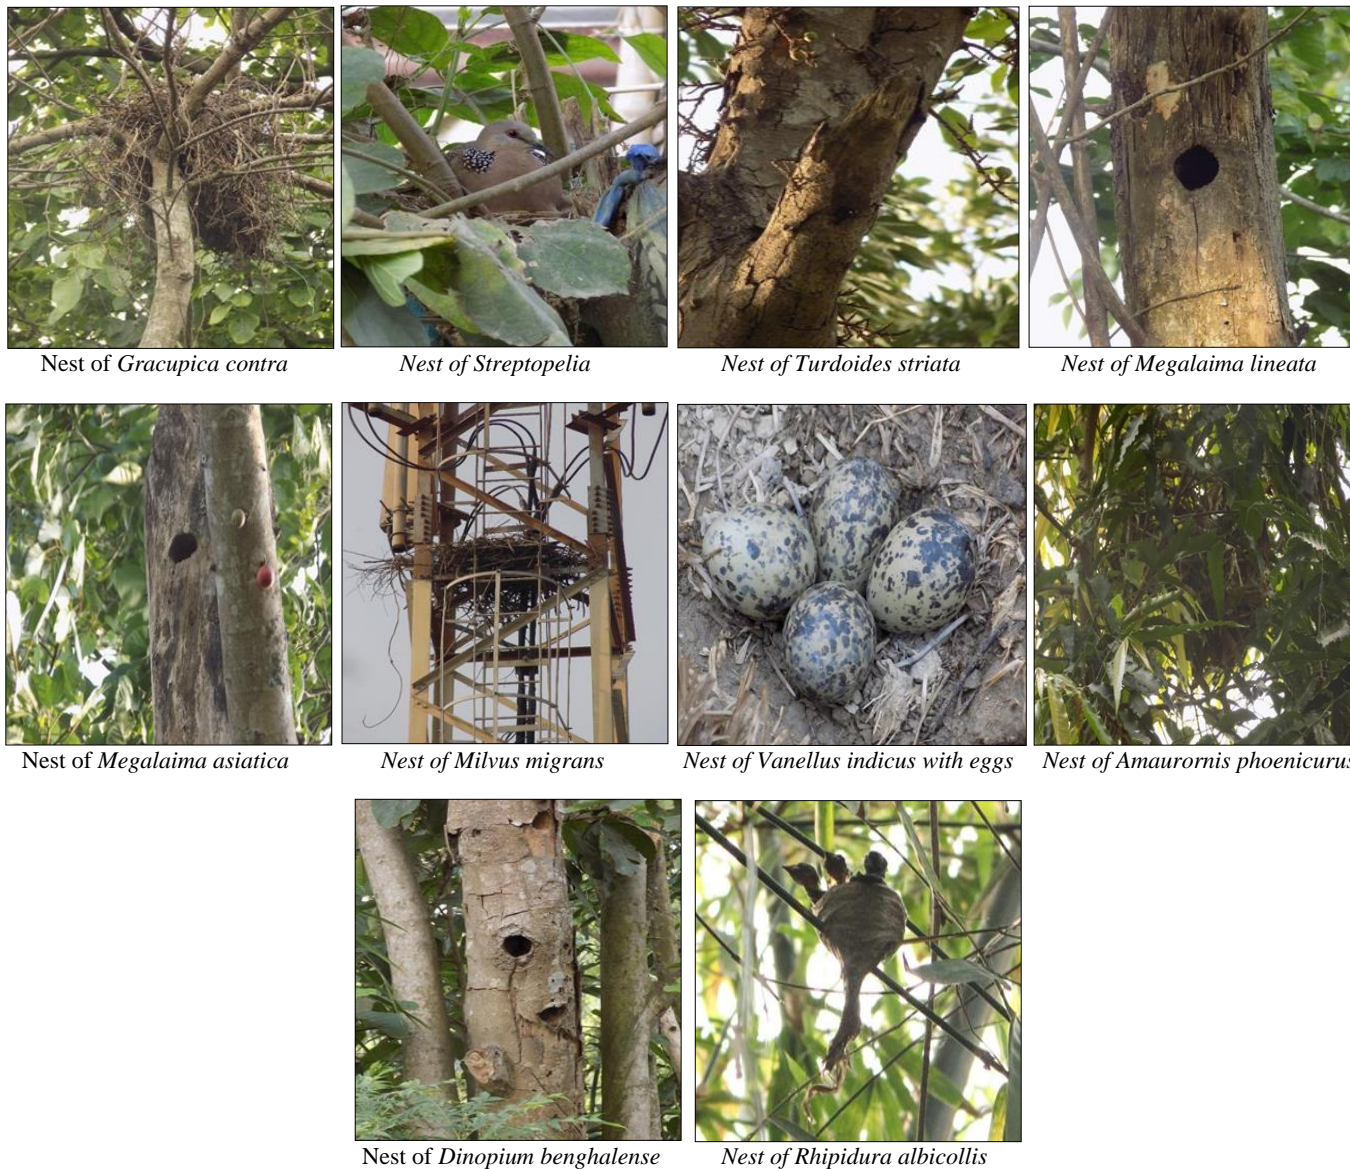 Nest of Gracupica contra
Nest of Streptopelia
Nest of Turdoides striata
Nest of Megalaima lineata
Nest of Megalaima asiatica
Nest of Milvus migrans
Nest of Vanellus indicus with eggs
Nest of Amaurornis phoenicurus
Nest of Dinopium benghalense
Nest of Rhipidura albicollis